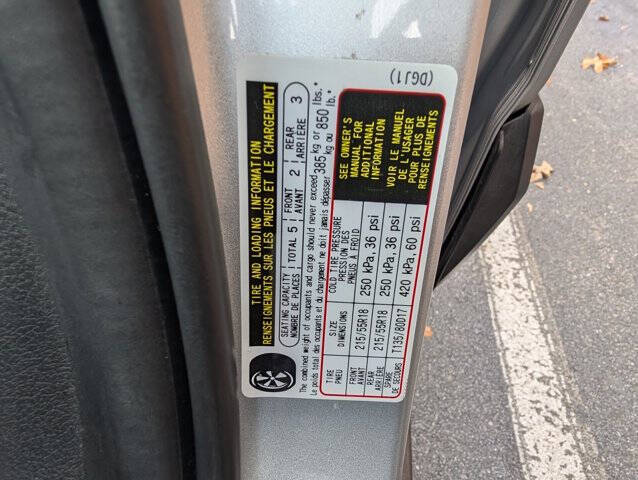 TIRE AND LOADING INFORMATION
RENSEIGNEMENTS SUR LES PNEUS ET LE CHARGEMENT
SEATING CAPACITY TOTAL 5 FRONT 2 REAR 3
NOMBRE DE PLACES AVANT ARRIÈRE
The combined weight of occupants and cargo should never exceed 385 kg or 850 lbs.*
Le poids total des occupants et du chargement ne doit jamais dépasser kg ou lb.*
TIRE SIZE COLD TIRE PRESSURE
PNEU DIMENSIONS PRESSION DES PNEUS A FROID
FRONT AVANT 215/55R18 250 kPa, 36 psi
REAR ARRIÈRE 215/55R18 250 kPa, 36 psi
SPARE DE SECOURS T135/80D17 420 kPa, 60 psi
SEE OWNER'S
MANUAL FOR
ADDITIONAL
INFORMATION
VOIR LE MANUEL
DE L'USAGER
POUR PLUS DE
RENSEIGNEMENTS
(DGJ1)